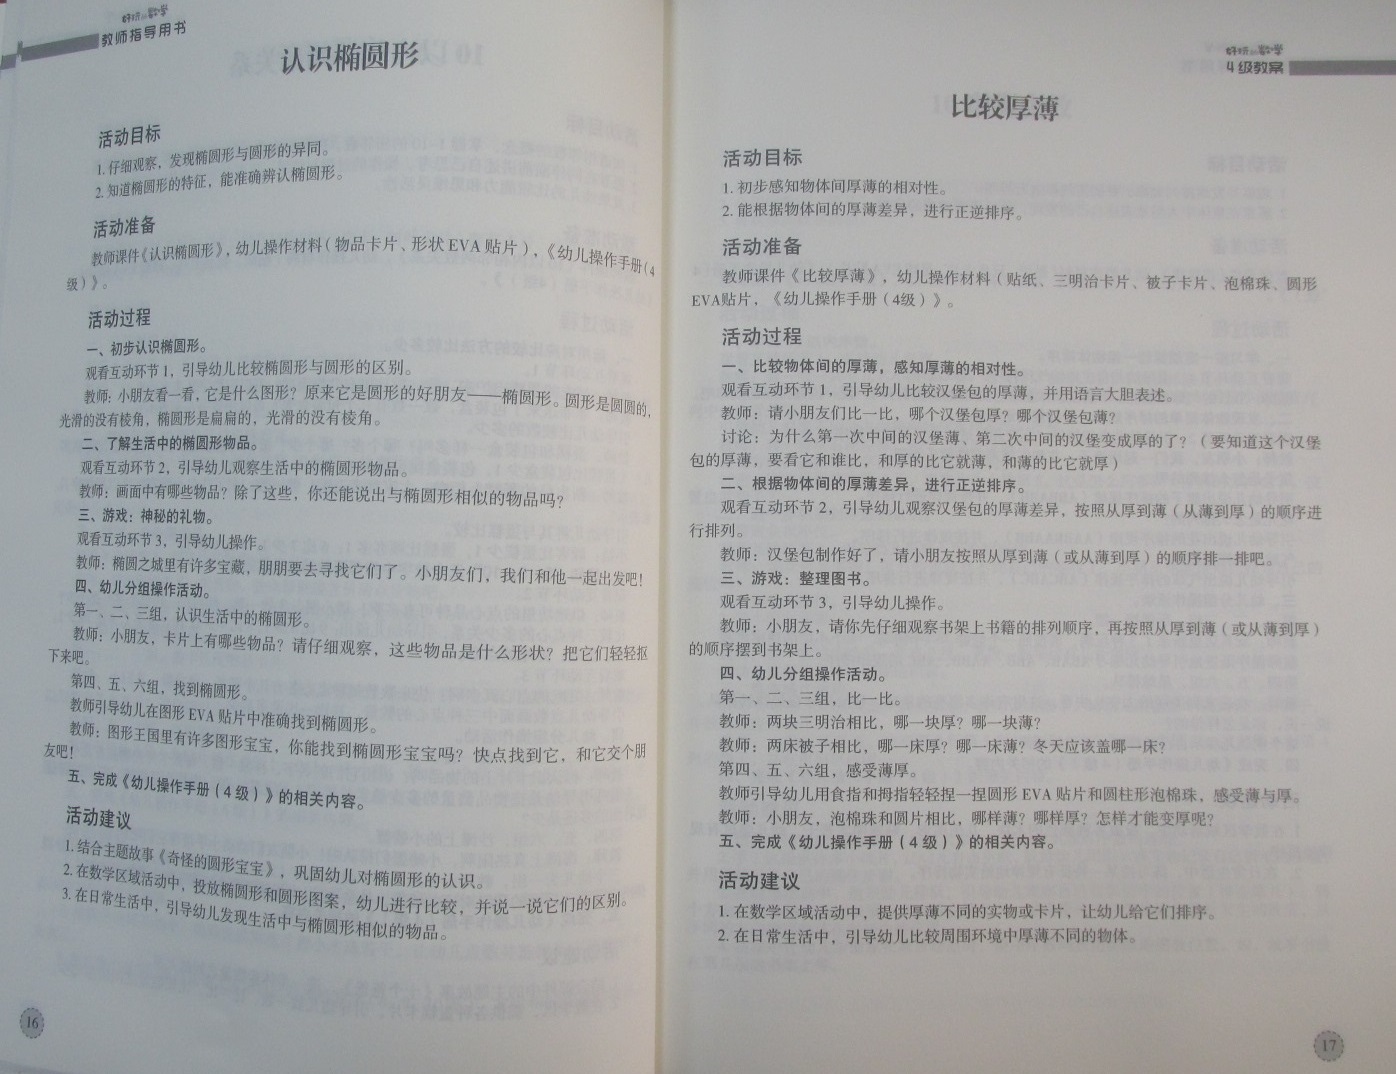 好玩的数学
教师指导用书
认识椭圆形
活动目标
1. 仔细观察，发现椭圆形与圆形的异同。
2. 知道椭圆形的特征，能准确辨认椭圆形。
活动准备
教师课件《认识椭圆形》，幼儿操作材料（物品卡片、形状 EVA 贴片），《幼儿操作手册（4
级）》。
活动过程
一、初步认识椭圆形。
观看互动环节 1，引导幼儿比较椭圆形与圆形的区别。
教师：小朋友看一看，它是什么图形？原来它是圆形的好朋友——椭圆形。圆形是圆圆的，
光滑的没有棱角，椭圆形是扁扁的，光滑的没有棱角。
二、了解生活中的椭圆形物品。
观看互动环节 2，引导幼儿观察生活中的椭圆形物品。
教师：画面中有哪些物品？除了这些，你还能说出与椭圆形相似的物品吗？
三、游戏：神秘的礼物。
观看互动环节 3，引导幼儿操作。
教师：椭圆之城里有许多宝藏，朋朋要去寻找它们了。小朋友们，我们和他一起出发吧！
四、幼儿分组操作活动。
第一、二、三组，认识生活中的椭圆形。
教师：小朋友，卡片上有哪些物品？请仔细观察，这些物品是什么形状？把它们轻轻抠
下来吧。
第四、五、六组，找到椭圆形。
教师引导幼儿在图形 EVA 贴片中准确找到椭圆形。
教师：图形王国里有许多图形宝宝，你能找到椭圆形宝宝吗？快点找到它，和它交个朋
友吧！
五、完成《幼儿操作手册（4 级）》的相关内容。
活动建议
1. 结合主题故事《奇怪的圆形宝宝》，巩固幼儿对椭圆形的认识。
2. 在数学区域活动中，投放椭圆形和圆形图案，幼儿进行比较，并说一说它们的区别。
3. 在日常生活中，引导幼儿发现生活中与椭圆形相似的物品。
16
好玩的数学
4级教案
比较厚薄
活动目标
1. 初步感知物体间厚薄的相对性。
2. 能根据物体间的厚薄差异，进行正逆排序。
活动准备
教师课件《比较厚薄》，幼儿操作材料（贴纸、三明治卡片、被子卡片、泡棉珠、圆形
EVA贴片，《幼儿操作手册（4级）》。
活动过程
一、比较物体间的厚薄，感知厚薄的相对性。
观看互动环节 1，引导幼儿比较汉堡包的厚薄，并用语言大胆表述。
教师：请小朋友们比一比，哪个汉堡包厚？哪个汉堡包薄？
讨论：为什么第一次中间的汉堡薄、第二次中间的汉堡变成厚的了？（要知道这个汉堡
包的厚薄，要看它和谁比，和厚的比它就薄，和薄的比它就厚）
二、根据物体间的厚薄差异，进行正逆排序。
观看互动环节 2，引导幼儿观察汉堡包的厚薄差异，按照从厚到薄（从薄到厚）的顺序进
行排列。
教师：汉堡包制作好了，请小朋友按照从厚到薄（或从薄到厚）的顺序排一排吧。
三、游戏：整理图书。
观看互动环节 3，引导幼儿操作。
教师：小朋友，请你先仔细观察书架上书籍的排列顺序，再按照从厚到薄（或从薄到厚）
的顺序摆到书架上。
四、幼儿分组操作活动。
第一、二、三组，比一比。
教师：两块三明治相比，哪一块厚？哪一块薄？
教师：两床被子相比，哪一床厚？哪一床薄？冬天应该盖哪一床？
第四、五、六组，感受薄厚。
教师引导幼儿用食指和拇指轻轻捏一捏圆形 EVA 贴片和圆柱形泡棉珠，感受薄与厚。
教师：小朋友，泡棉珠和圆片相比，哪样薄？哪样厚？怎样才能变厚呢？
五、完成《幼儿操作手册（4 级）》的相关内容。
活动建议
1. 在数学区域活动中，提供厚薄不同的实物或卡片，让幼儿给它们排序。
2. 在日常生活中，引导幼儿比较周围环境中厚薄不同的物体。
17